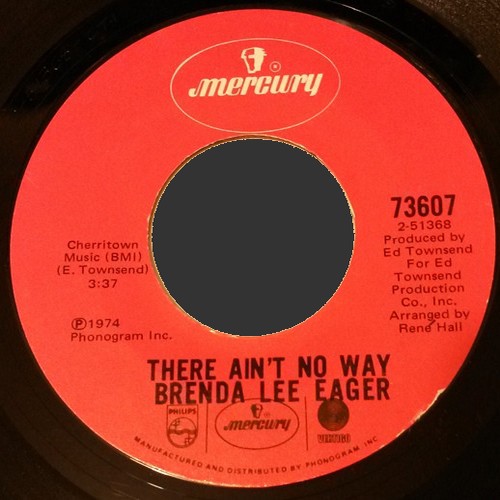 mercury
®
73607
2-51368
Produced by
Ed Townsend
For Ed
Townsend
Production
Co., Inc.
Arranged by
René Hall
Cherritown
Music (BMI)
(E. Townsend)
3:37
℗1974
Phonogram Inc.
THERE AIN'T NO WAY
BRENDA LEE EAGER
PHILIPS
mercury
VERTIGO
MANUFACTURED AND DISTRIBUTED BY PHONOGRAM, INC.